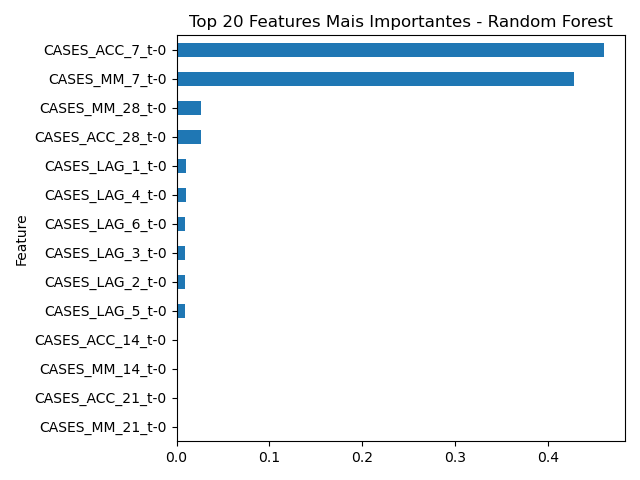 Top 20 Features Mais Importantes - Random Forest
CASES_ACC_7_t-0
CASES_MM_7_t-0
CASES_MM_28_t-0
CASES_ACC_28_t-0
CASES_LAG_1_t-0
CASES_LAG_4_t-0
CASES_LAG_6_t-0
CASES_LAG_3_t-0
CASES_LAG_2_t-0
CASES_LAG_5_t-0
CASES_ACC_14_t-0
CASES_MM_14_t-0
CASES_ACC_21_t-0
CASES_MM_21_t-0
Feature
0.0 0.1 0.2 0.3 0.4